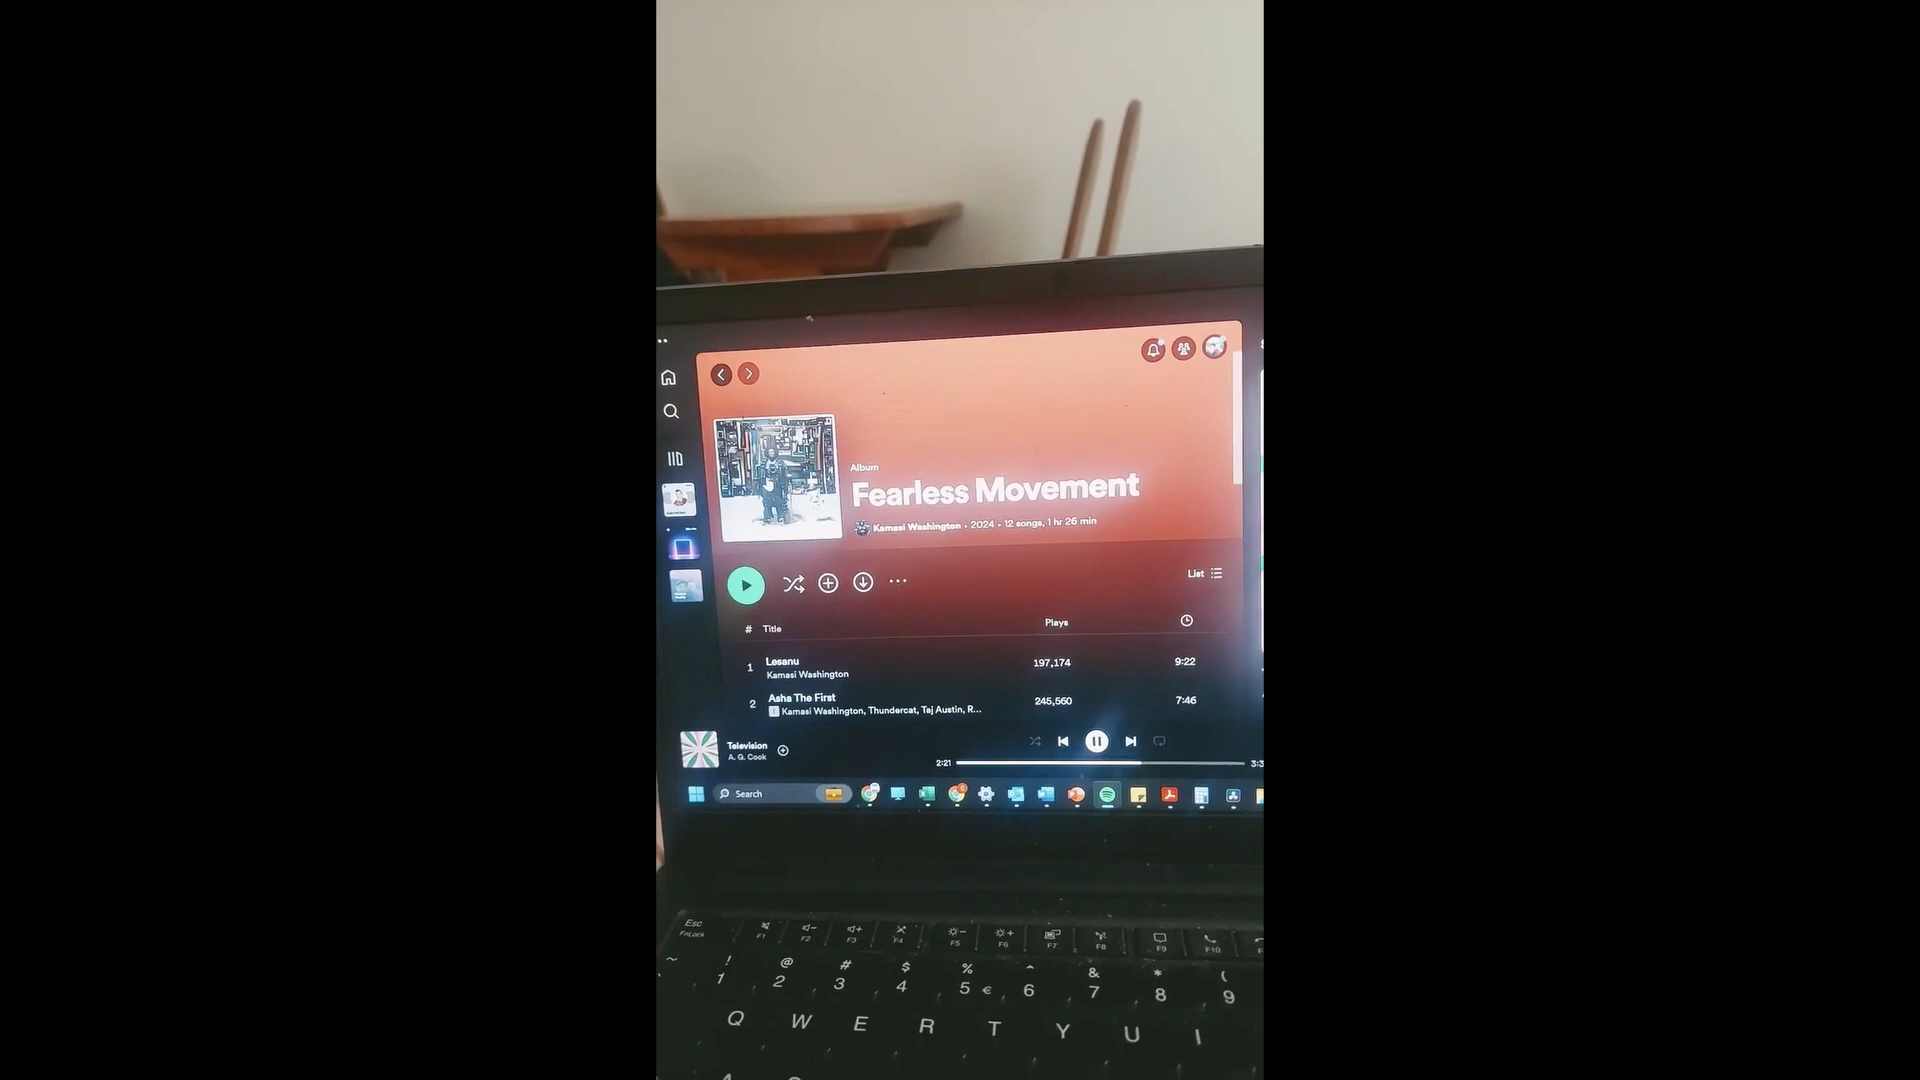 Album
Fearless Movement
Kamasi Washington • 2024 • 12 songs, 1 hr 26 min
List
# Title Plays
1 Lesanu 197,174 9:22
Kamasi Washington
2 Asha The First 245,560 7:46
E Kamasi Washington, Thundercat, Taj Austin, R...
Television
A. G. Cook
2:21
Search
Esc F1 F2 F3 F4 F5 F6 F7 F8 F9 F10
FnLock
~ ! @ # $ % ^ & * (
1 2 3 4 5 € 6 7 8 9
Q W E R T Y U I